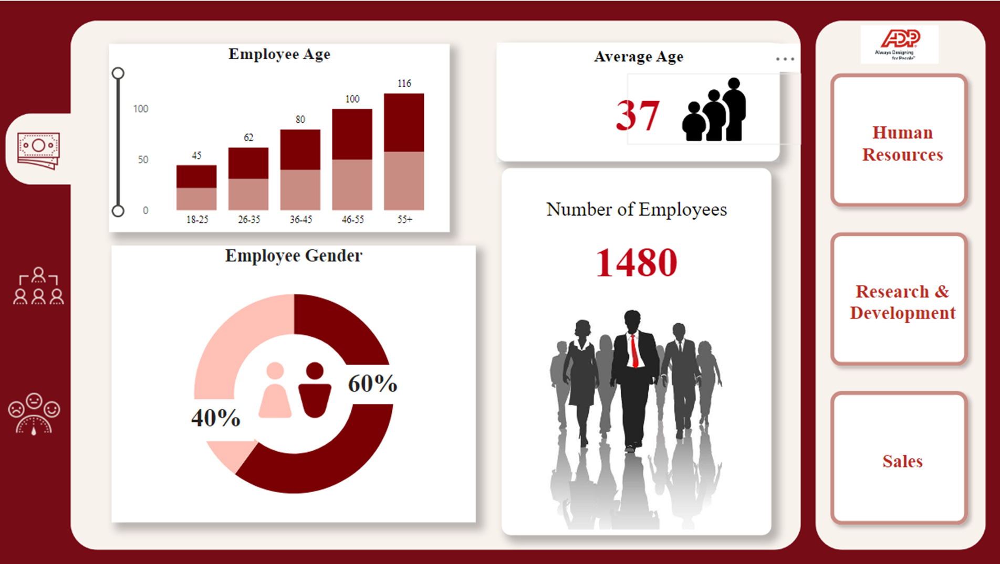 Employee Age
116
100
100
80
62
50
45
0
18-25
26-35
36-45
46-55
55+
Average Age
37
Number of Employees
1480
Employee Gender
60%
40%
ADP
Always Designing
for People™
Human
Resources
Research &
Development
Sales